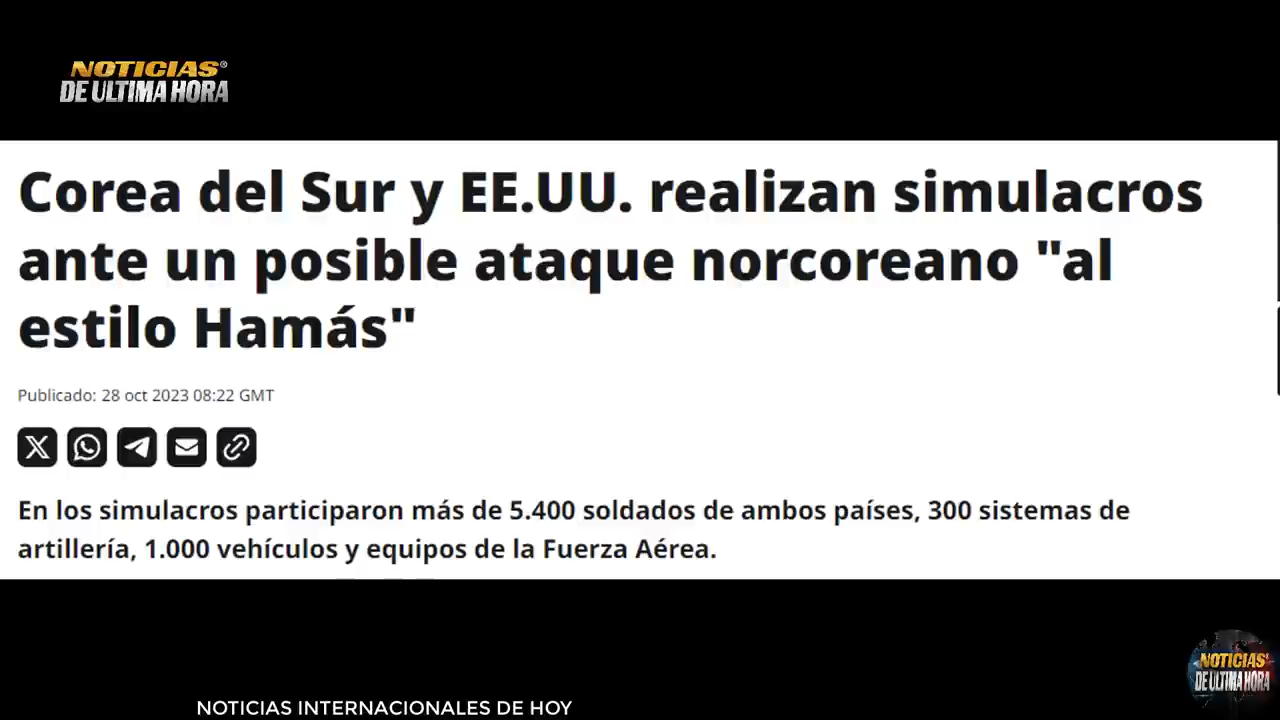 NOTICIAS®
DE ULTIMA HORA
Corea del Sur y EE.UU. realizan simulacros
ante un posible ataque norcoreano "al
estilo Hamás"
Publicado: 28 oct 2023 08:22 GMT
En los simulacros participaron más de 5.400 soldados de ambos países, 300 sistemas de
artillería, 1.000 vehículos y equipos de la Fuerza Aérea.
NOTICIAS
DE ULTIMA HORA
NOTICIAS INTERNACIONALES DE HOY